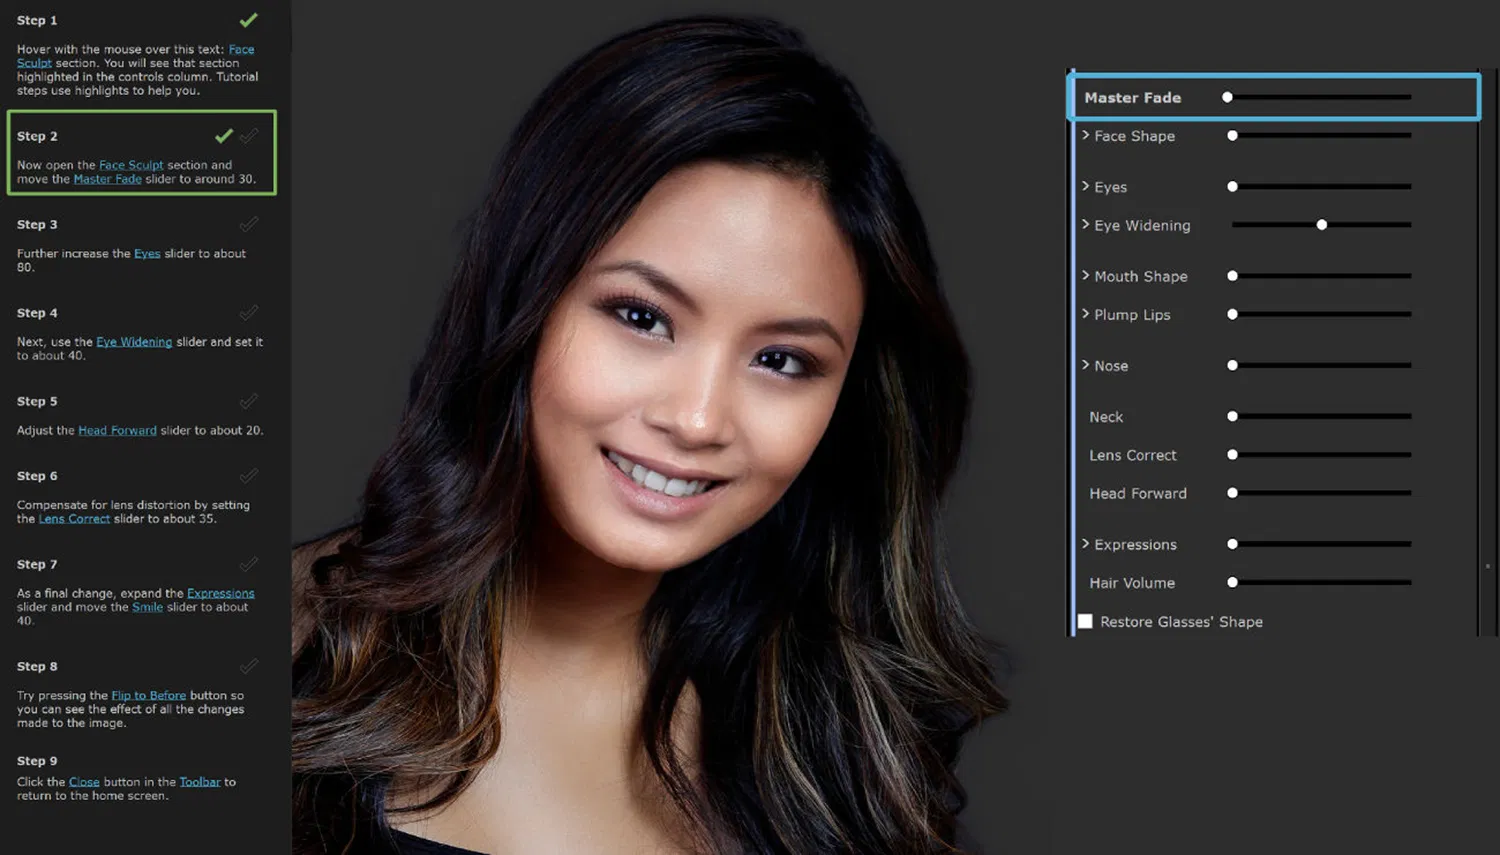 Step 1
Hover with the mouse over this text: Face
Sculpt section. You will see that section
highlighted in the controls column. Tutorial
steps use highlights to help you.
Step 2
Now open the Face Sculpt section and
move the Master Fade slider to around 30.
Step 3
Further increase the Eyes slider to about
80.
Step 4
Next, use the Eye Widening slider and set it
to about 40.
Step 5
Adjust the Head Forward slider to about 20.
Step 6
Compensate for lens distortion by setting
the Lens Correct slider to about 35.
Step 7
As a final change, expand the Expressions
slider and move the Smile slider to about
40.
Step 8
Try pressing the Flip to Before button so
you can see the effect of all the changes
made to the image.
Step 9
Click the Close button in the Toolbar to
return to the home screen.
Master Fade
> Face Shape
> Eyes
> Eye Widening
> Mouth Shape
> Plump Lips
> Nose
Neck
Lens Correct
Head Forward
> Expressions
Hair Volume
Restore Glasses' Shape